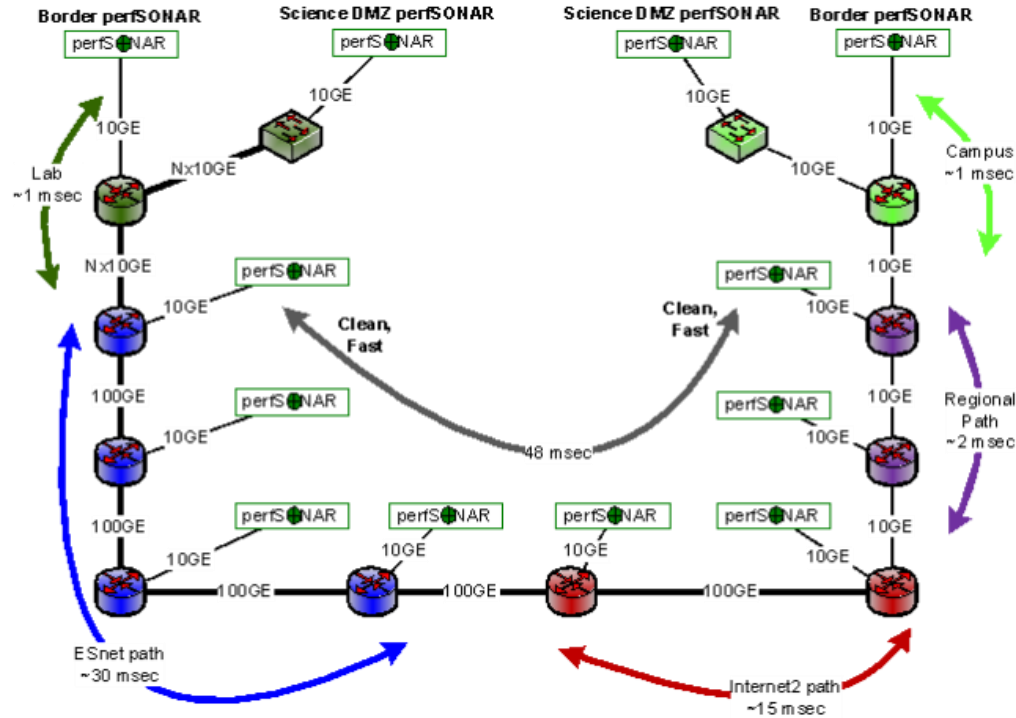 Border perfSONAR
Science DMZ perfSONAR
Science DMZ perfSONAR
Border perfSONAR
perfSONAR
perfSONAR
perfSONAR
perfSONAR
10GE
10GE
10GE
10GE
Lab
~1 msec
Nx10GE
10GE
Campus
~1 msec
Nx10GE
10GE
perfSONAR
perfSONAR
10GE
10GE
Clean,
Fast
Clean,
Fast
100GE
10GE
perfSONAR
perfSONAR
10GE
10GE
Regional
Path
~2 msec
48 msec
100GE
10GE
perfSONAR
perfSONAR
perfSONAR
perfSONAR
10GE
10GE
10GE
10GE
100GE
100GE
100GE
ESnet path
~30 msec
Internet2 path
~15 msec